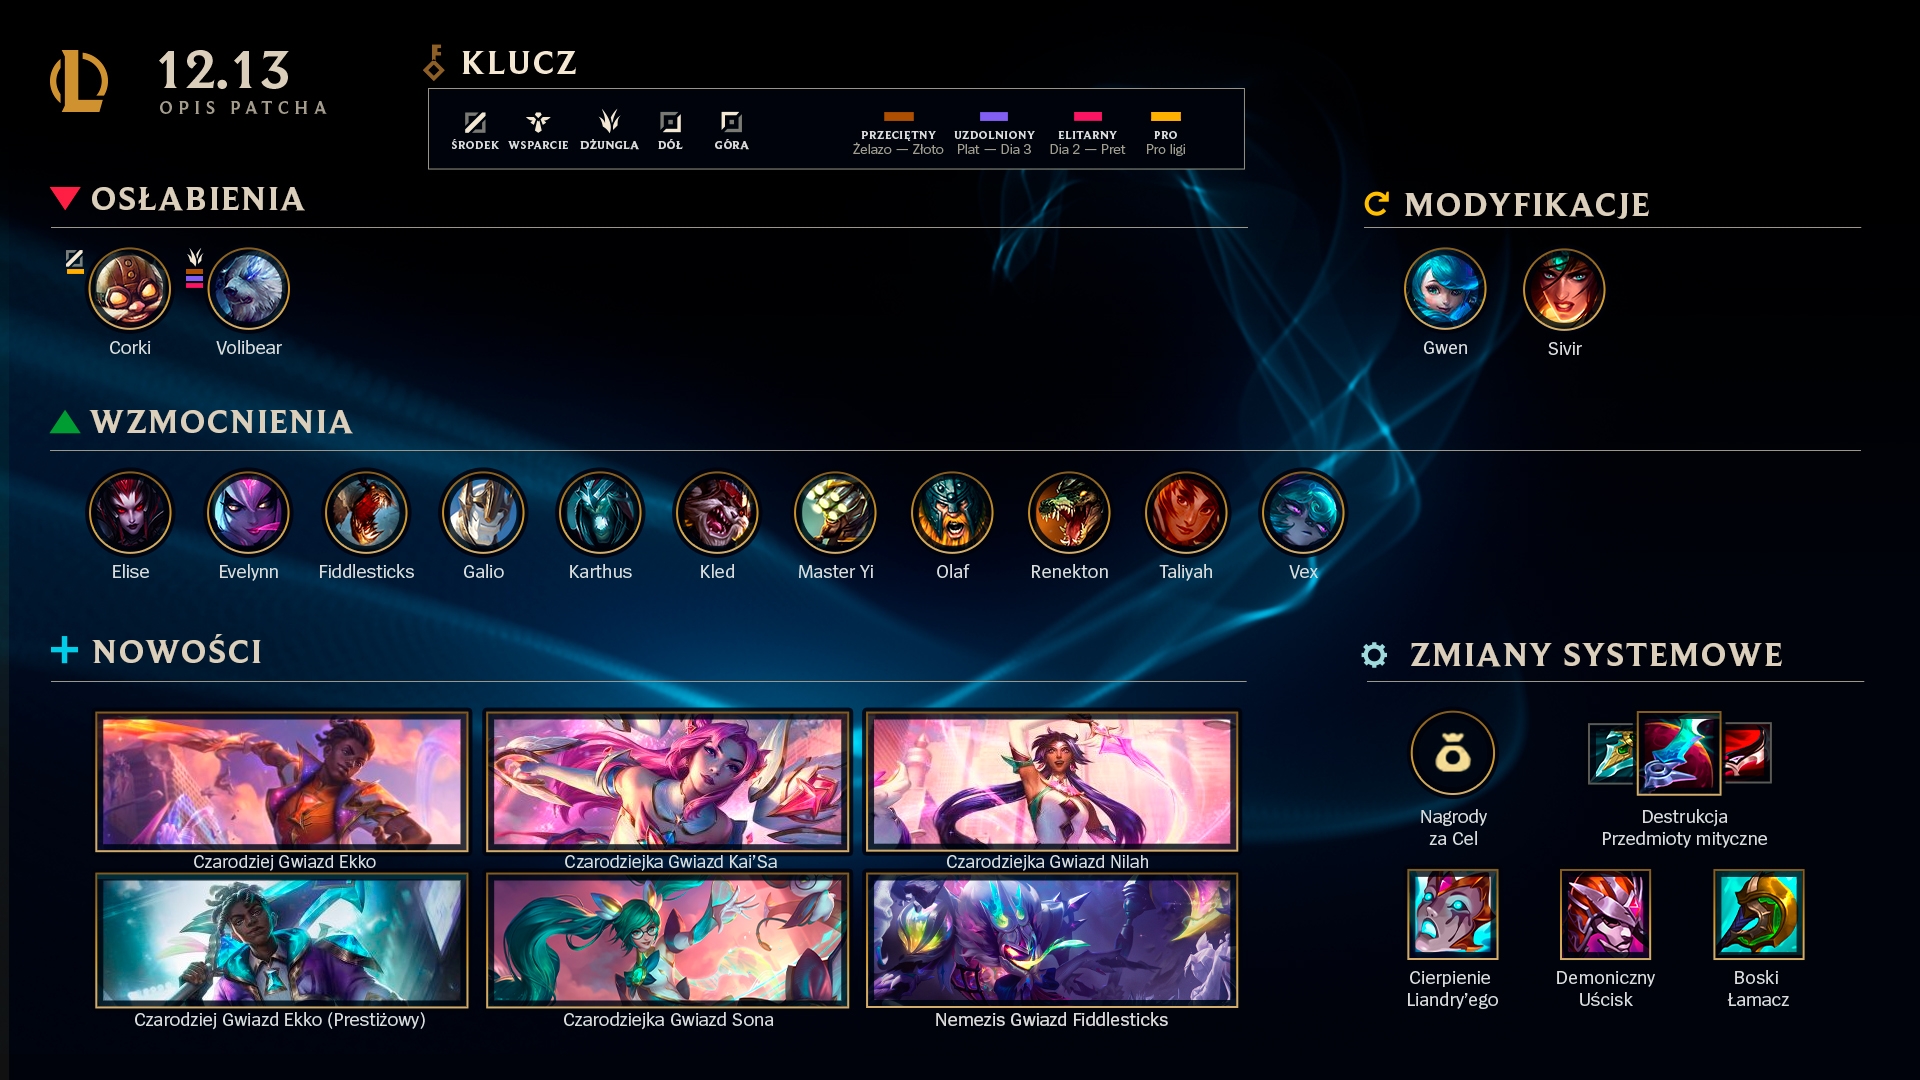 12.13
OPIS PATCHA
KLUCZ
ŚRODEK WSPARCIE DŻUNGLA DÓŁ GÓRA
PRZECIĘTNY UZDOLNIONY ELITARNY PRO
Żelazo — Złoto Plat — Dia 3 Dia 2 — Pret Pro ligi
OSŁABIENIA
Corki Volibear
MODYFIKACJE
Gwen Sivir
WZMOCNIENIA
Elise Evelynn Fiddlesticks Galio Karthus Kled Master Yi Olaf Renekton Taliyah Vex
NOWOŚCI
Czarodziej Gwiazd Ekko Czarodziejka Gwiazd Kai'Sa Czarodziejka Gwiazd Nilah
Czarodziej Gwiazd Ekko (Prestiżowy) Czarodziejka Gwiazd Sona Nemezis Gwiazd Fiddlesticks
ZMIANY SYSTEMOWE
Nagrody
za Cel
Destrukcja
Przedmioty mityczne
Cierpienie
Liandry'ego
Demoniczny
Uścisk
Boski
Łamacz